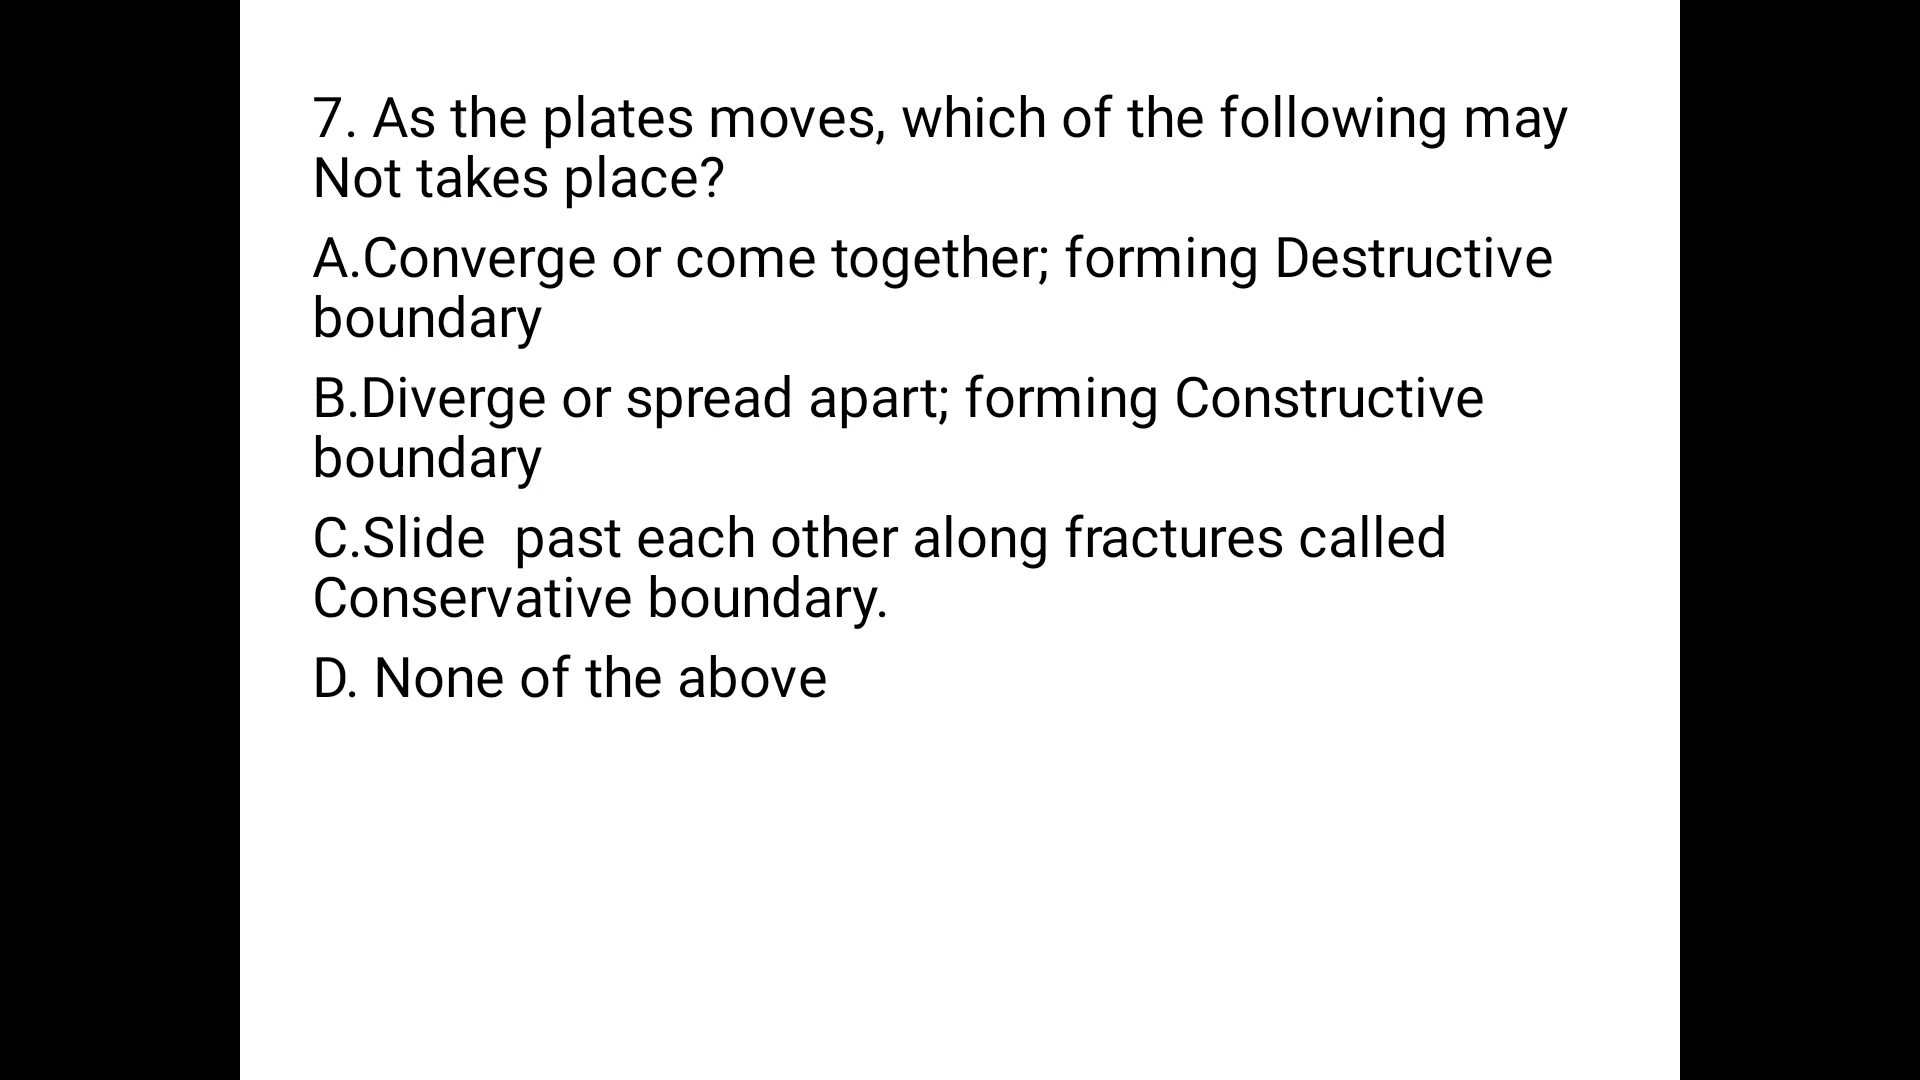 7. As the plates moves, which of the following may
Not takes place?
A.Converge or come together; forming Destructive
boundary
B.Diverge or spread apart; forming Constructive
boundary
C.Slide  past each other along fractures called
Conservative boundary.
D. None of the above